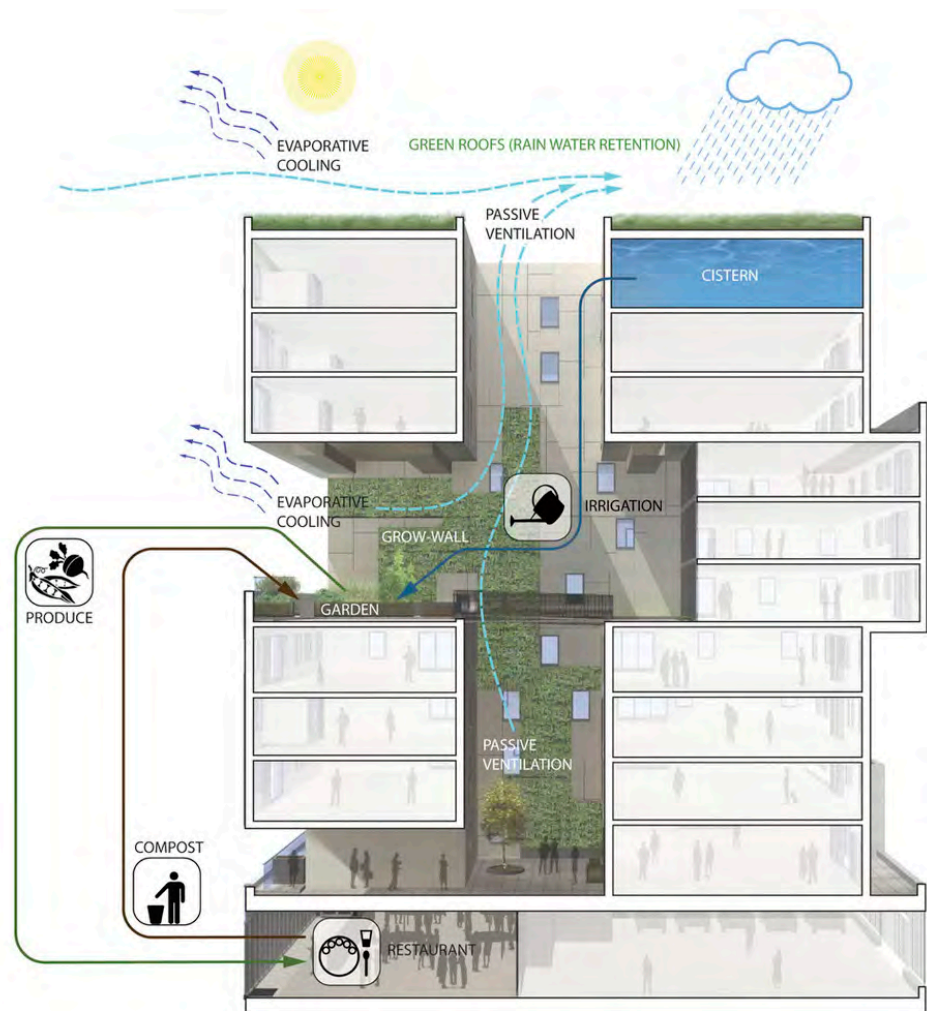 EVAPORATIVE
COOLING
GREEN ROOFS (RAIN WATER RETENTION)
PASSIVE
VENTILATION
CISTERN
EVAPORATIVE
COOLING
IRRIGATION
GROW-WALL
PRODUCE
GARDEN
PASSIVE
VENTILATION
COMPOST
RESTAURANT